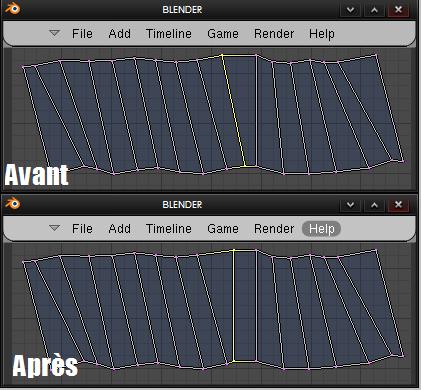 BLENDER
File Add Timeline Game Render Help
Avant
BLENDER
File Add Timeline Game Render Help
Après